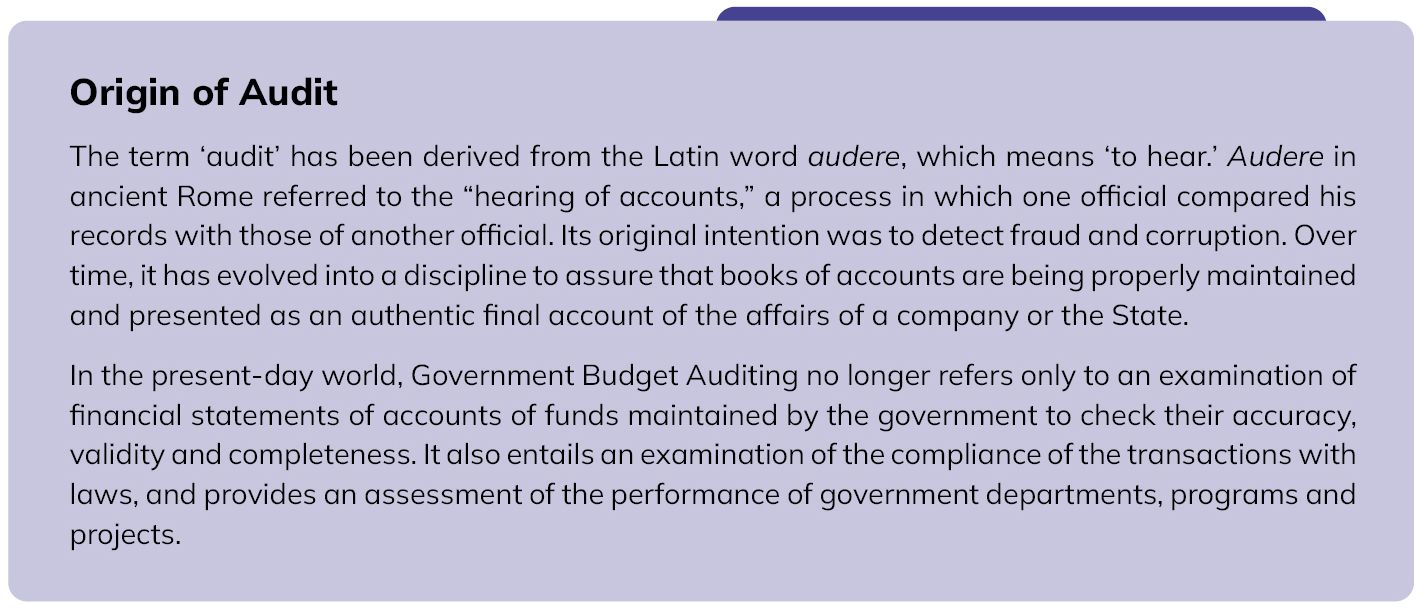 Origin of Audit
The term ‘audit’ has been derived from the Latin word audere, which means ‘to hear.’ Audere in
ancient Rome referred to the “hearing of accounts,” a process in which one official compared his
records with those of another official. Its original intention was to detect fraud and corruption. Over
time, it has evolved into a discipline to assure that books of accounts are being properly maintained
and presented as an authentic final account of the affairs of a company or the State.
In the present-day world, Government Budget Auditing no longer refers only to an examination of
financial statements of accounts of funds maintained by the government to check their accuracy,
validity and completeness. It also entails an examination of the compliance of the transactions with
laws, and provides an assessment of the performance of government departments, programs and
projects.